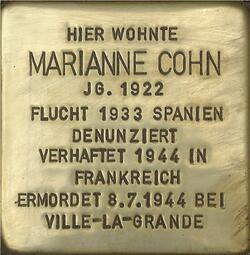 HIER WOHNTE
MARIANNE COHN
JG. 1922
FLUCHT 1933 SPANIEN
DENUNZIERT
VERHAFTET 1944 IN
FRANKREICH
ERMORDET 8.7.1944 BEI
VILLE-LA-GRANDE